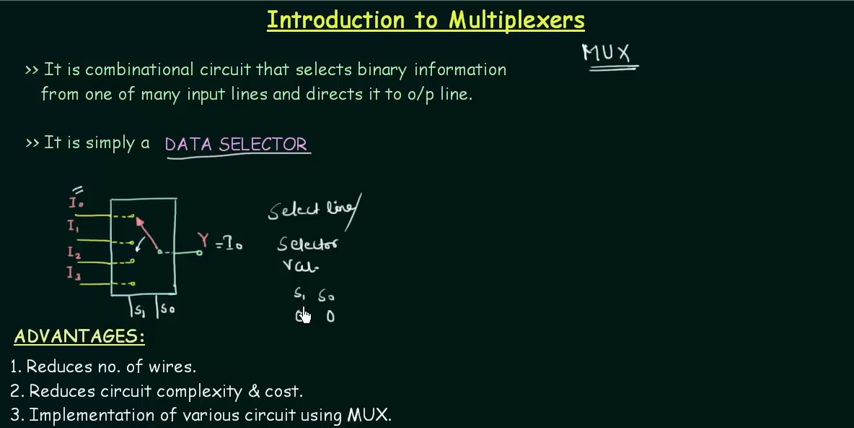 Introduction to Multiplexers
MUX
>> It is combinational circuit that selects binary information
from one of many input lines and directs it to o/p line.
>> It is simply a DATA SELECTOR
I₀
I₁
I₂
I₃
Y = I₀
S₁ S₀
Select line/
Selector
Var
S₁ S₀
0 0
ADVANTAGES:
1. Reduces no. of wires.
2. Reduces circuit complexity & cost.
3. Implementation of various circuit using MUX.